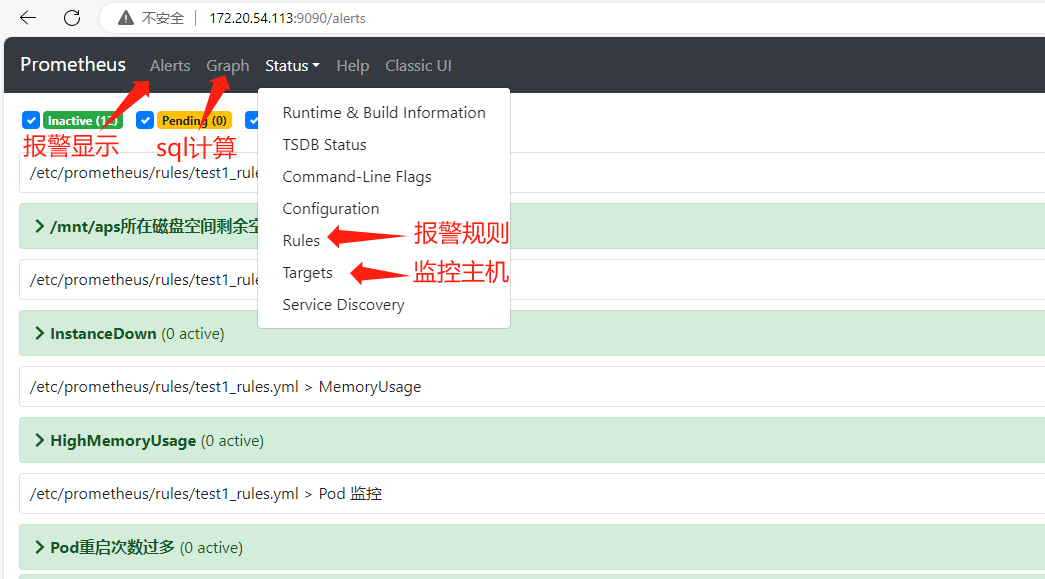 不安全 172.20.54.113:9090/alerts
Prometheus Alerts Graph Status Help Classic UI
Inactive (12) Pending (0)
报警显示 sql计算
Runtime & Build Information
TSDB Status
Command-Line Flags
Configuration
Rules 报警规则
Targets 监控主机
Service Discovery
/etc/prometheus/rules/test1_rule
/mnt/aps所在磁盘空间剩余空
/etc/prometheus/rules/test1_rule
InstanceDown (0 active)
/etc/prometheus/rules/test1_rules.yml > MemoryUsage
HighMemoryUsage (0 active)
/etc/prometheus/rules/test1_rules.yml > Pod 监控
Pod重启次数过多 (0 active)